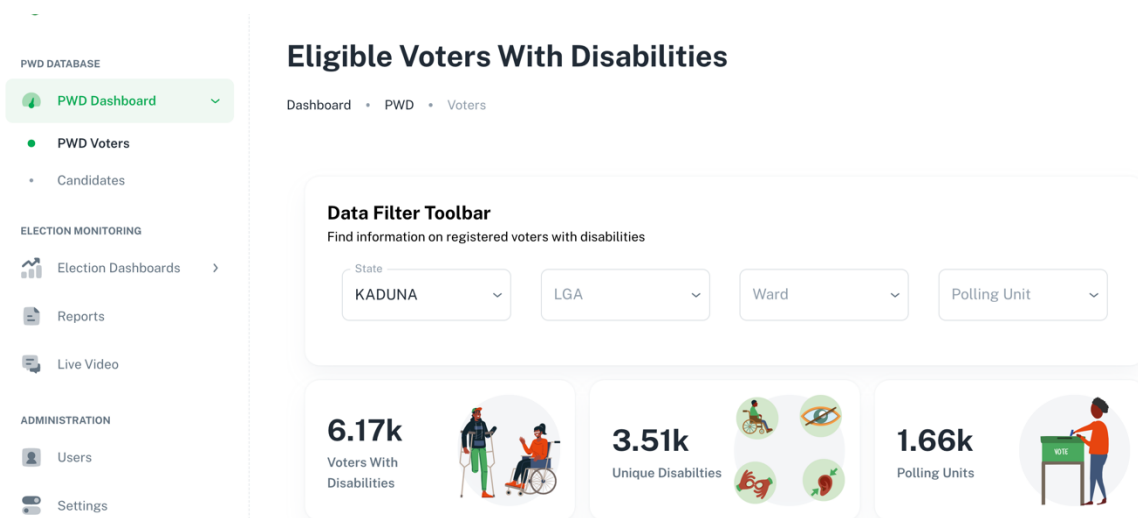 PWD DATABASE
PWD Dashboard
PWD Voters
Candidates
ELECTION MONITORING
Election Dashboards
Reports
Live Video
ADMINISTRATION
Users
Settings
Eligible Voters With Disabilities
Dashboard • PWD • Voters
Data Filter Toolbar
Find information on registered voters with disabilities
State
KADUNA
LGA
Ward
Polling Unit
6.17k
Voters With
Disabilities
3.51k
Unique Disabilties
1.66k
Polling Units
VOTE